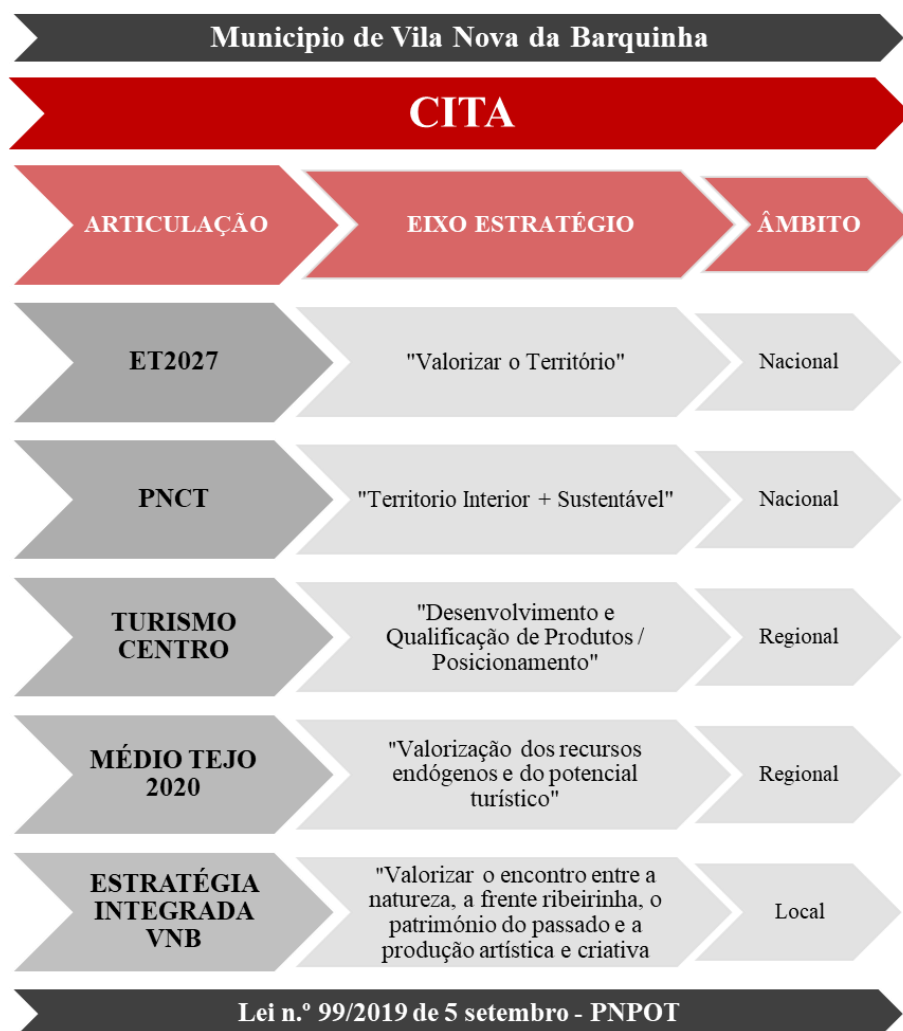 Municipio de Vila Nova da Barquinha
CITA
ARTICULAÇÃO
EIXO ESTRATÉGIO
ÂMBITO
ET2027
"Valorizar o Território"
Nacional
PNCT
"Territorio Interior + Sustentável"
Nacional
TURISMO
CENTRO
"Desenvolvimento e
Qualificação de Produtos /
Posicionamento"
Regional
MÉDIO TEJO
2020
"Valorização dos recursos
endógenos e do potencial
turístico"
Regional
ESTRATÉGIA
INTEGRADA
VNB
"Valorizar o encontro entre a
natureza, a frente ribeirinha, o
património do passado e a
produção artística e criativa
Local
Lei n.º 99/2019 de 5 setembro - PNPOT